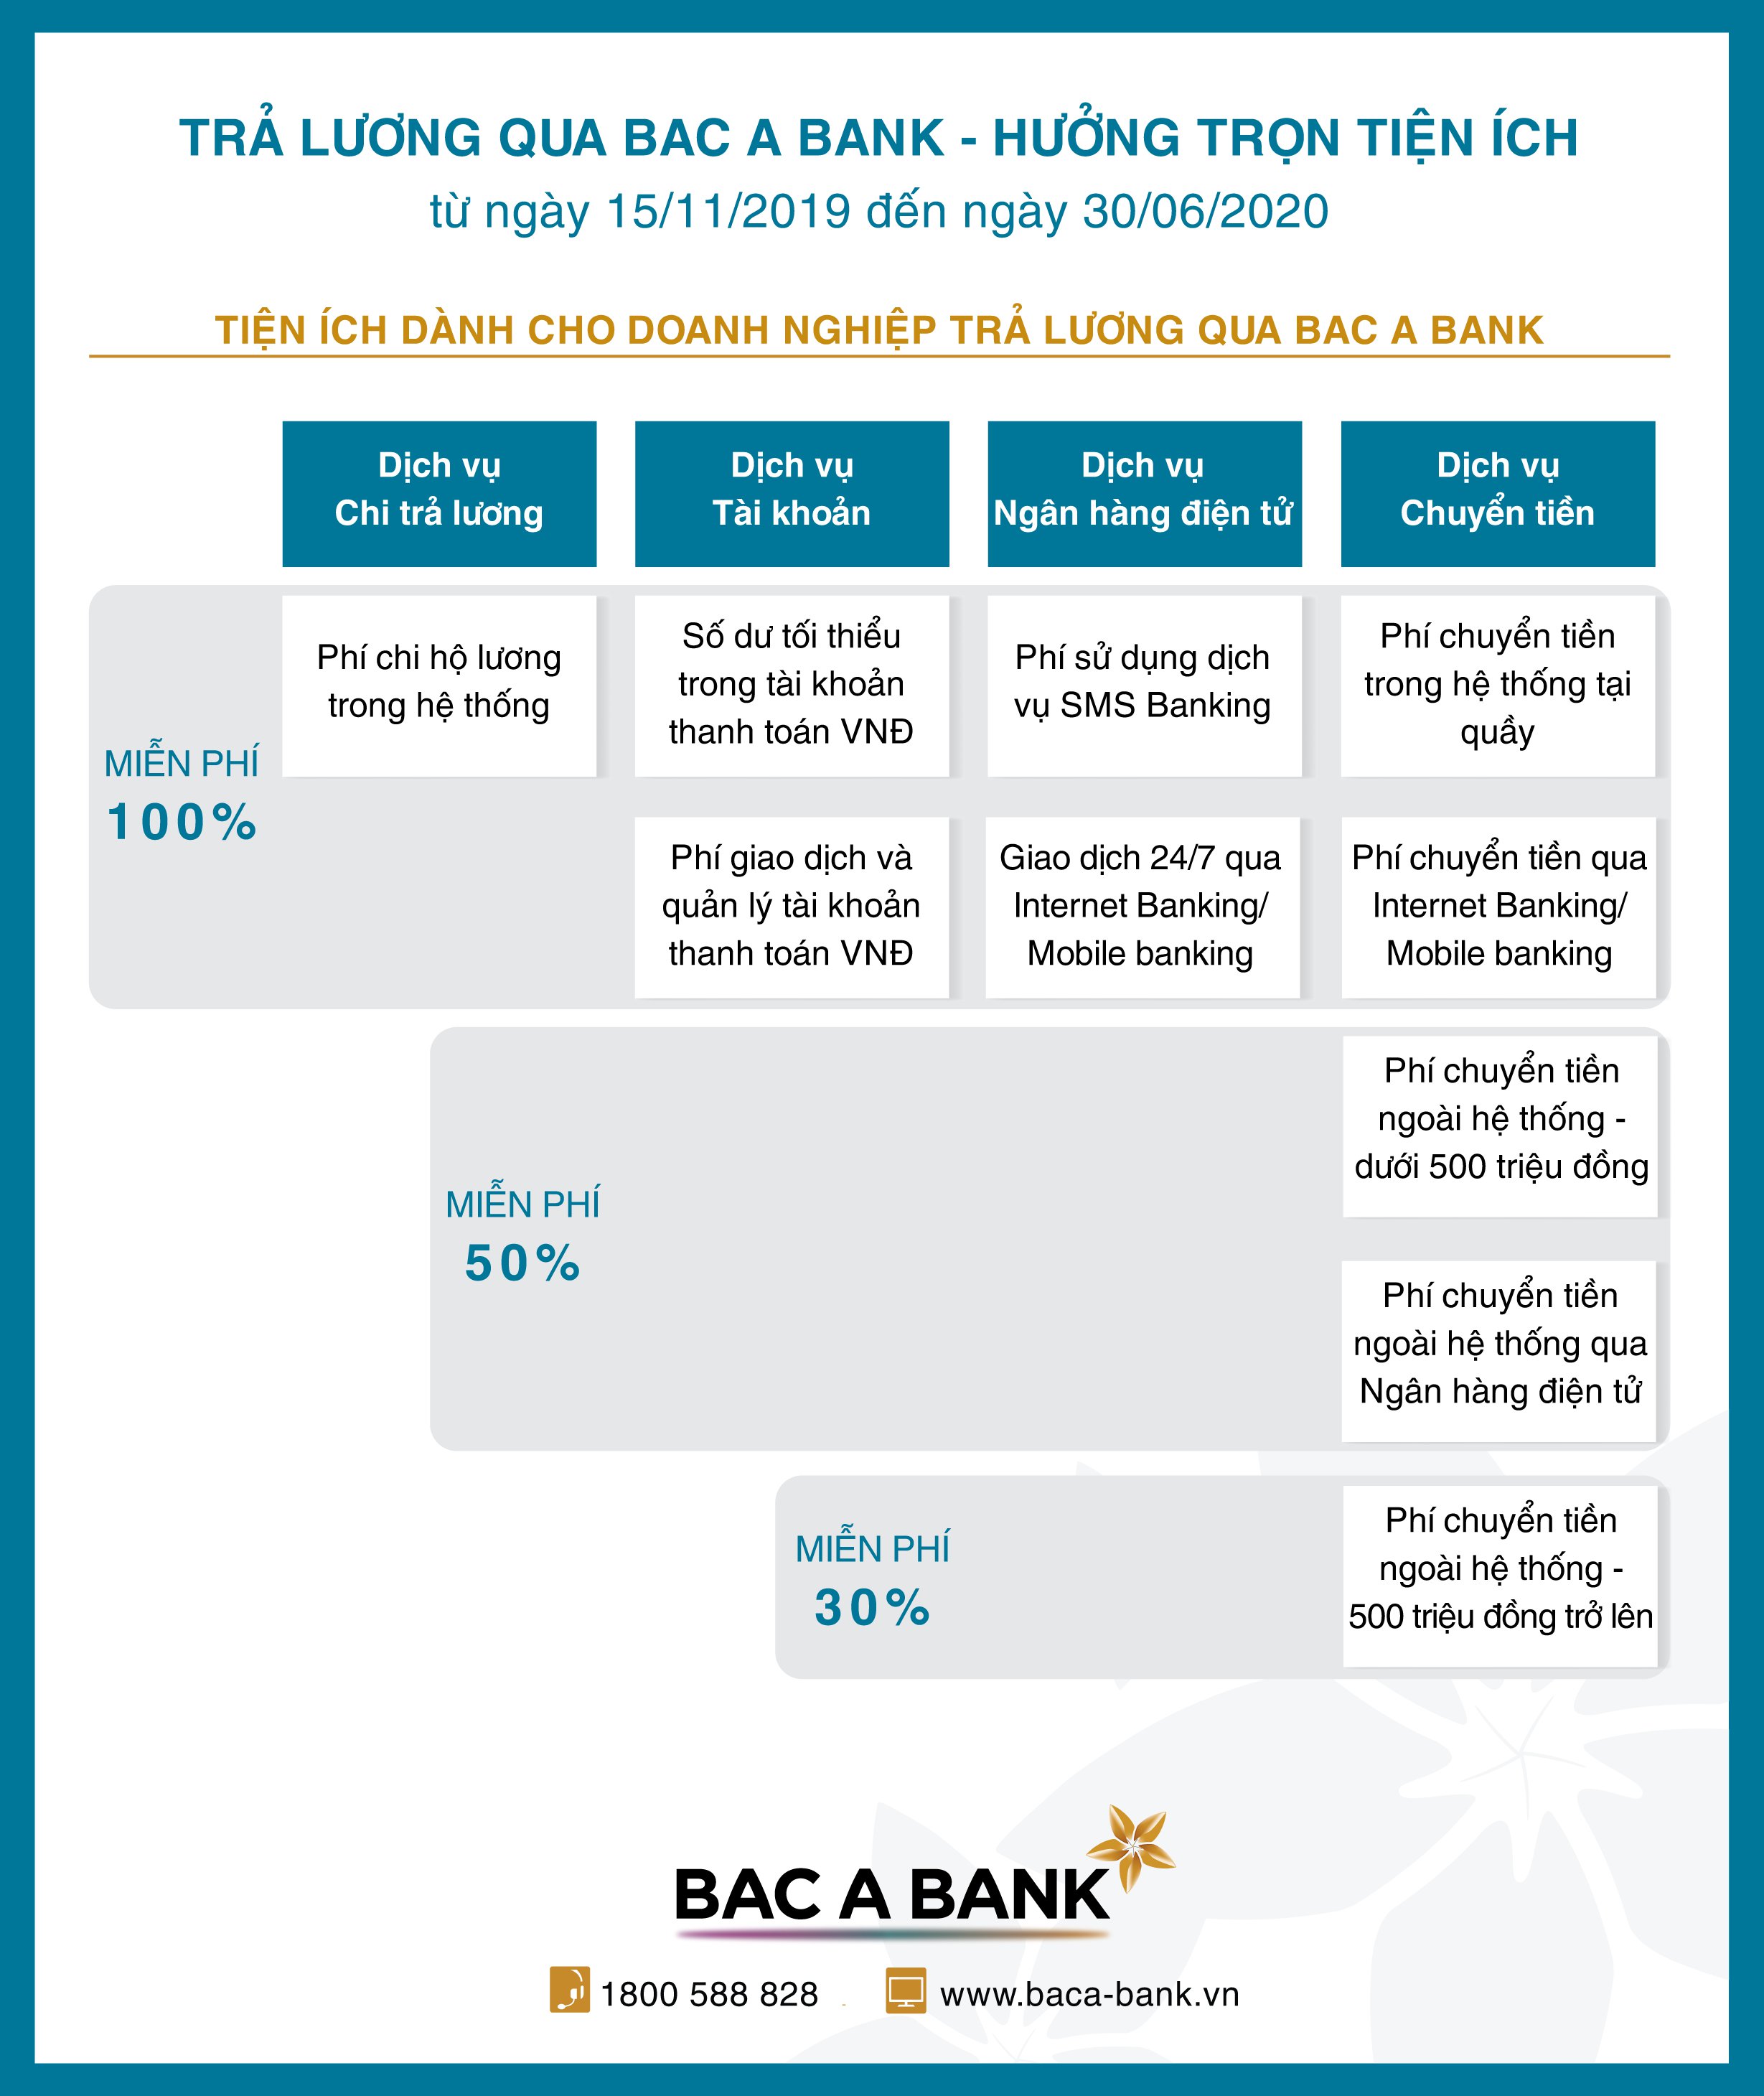 TRẢ LƯƠNG QUA BAC A BANK - HƯỞNG TRỌN TIỆN ÍCH
từ ngày 15/11/2019 đến ngày 30/06/2020
TIỆN ÍCH DÀNH CHO DOANH NGHIỆP TRẢ LƯƠNG QUA BAC A BANK
Dịch vụ
Chi trả lương
Dịch vụ
Tài khoản
Dịch vụ
Ngân hàng điện tử
Dịch vụ
Chuyển tiền
MIỄN PHÍ
100%
Phí chi hộ lương
trong hệ thống
Số dư tối thiểu
trong tài khoản
thanh toán VNĐ
Phí sử dụng dịch
vụ SMS Banking
Phí chuyển tiền
trong hệ thống tại
quầy
Phí giao dịch và
quản lý tài khoản
thanh toán VNĐ
Giao dịch 24/7 qua
Internet Banking/
Mobile banking
Phí chuyển tiền qua
Internet Banking/
Mobile banking
MIỄN PHÍ
50%
Phí chuyển tiền
ngoài hệ thống -
dưới 500 triệu đồng
Phí chuyển tiền
ngoài hệ thống qua
Ngân hàng điện tử
MIỄN PHÍ
30%
Phí chuyển tiền
ngoài hệ thống -
500 triệu đồng trở lên
BAC A BANK
1800 588 828
www.baca-bank.vn